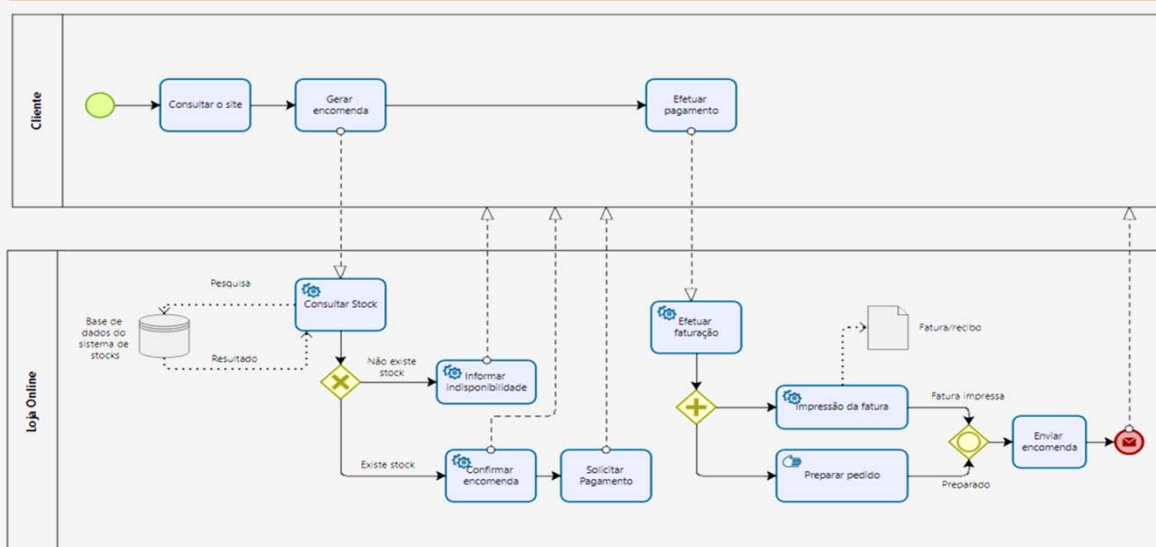 Cliente
Consultar o site
Gerar
encomenda
Efetuar
pagamento
Loja Online
Pesquisa
Base de
dados do
sistema de
stocks
Resultado
Consultar Stock
Não existe
stock
Informar
indisponibilidade
Existe stock
Confirmar
encomenda
Solicitar
Pagamento
Efetuar
faturação
Fatura/recibo
Impressão da fatura
Fatura impressa
Preparar pedido
Preparado
Enviar
encomenda